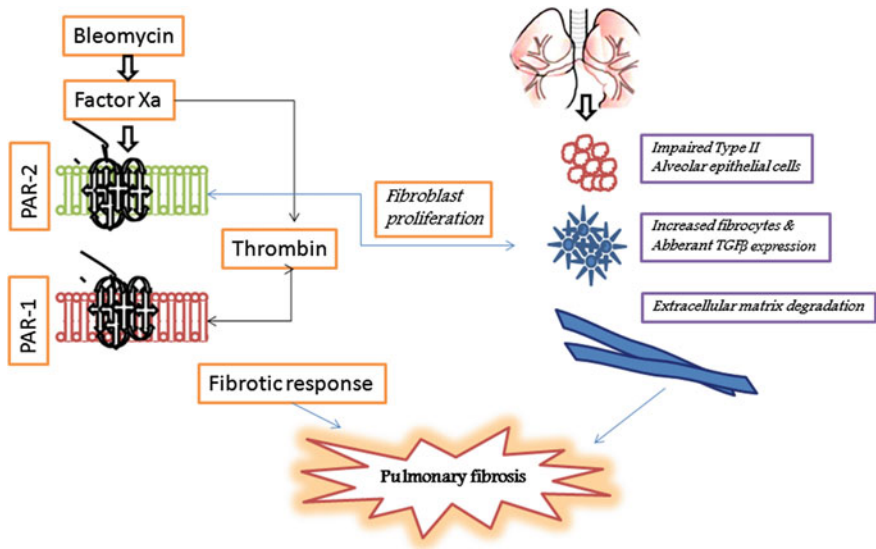 Bleomycin
Factor Xa
PAR-2
Thrombin
PAR-1
Fibroblast
proliferation
Impaired Type II
Alveolar epithelial cells
Increased fibrocytes &
Abberant TGFβ expression
Extracellular matrix degradation
Fibrotic response
Pulmonary fibrosis